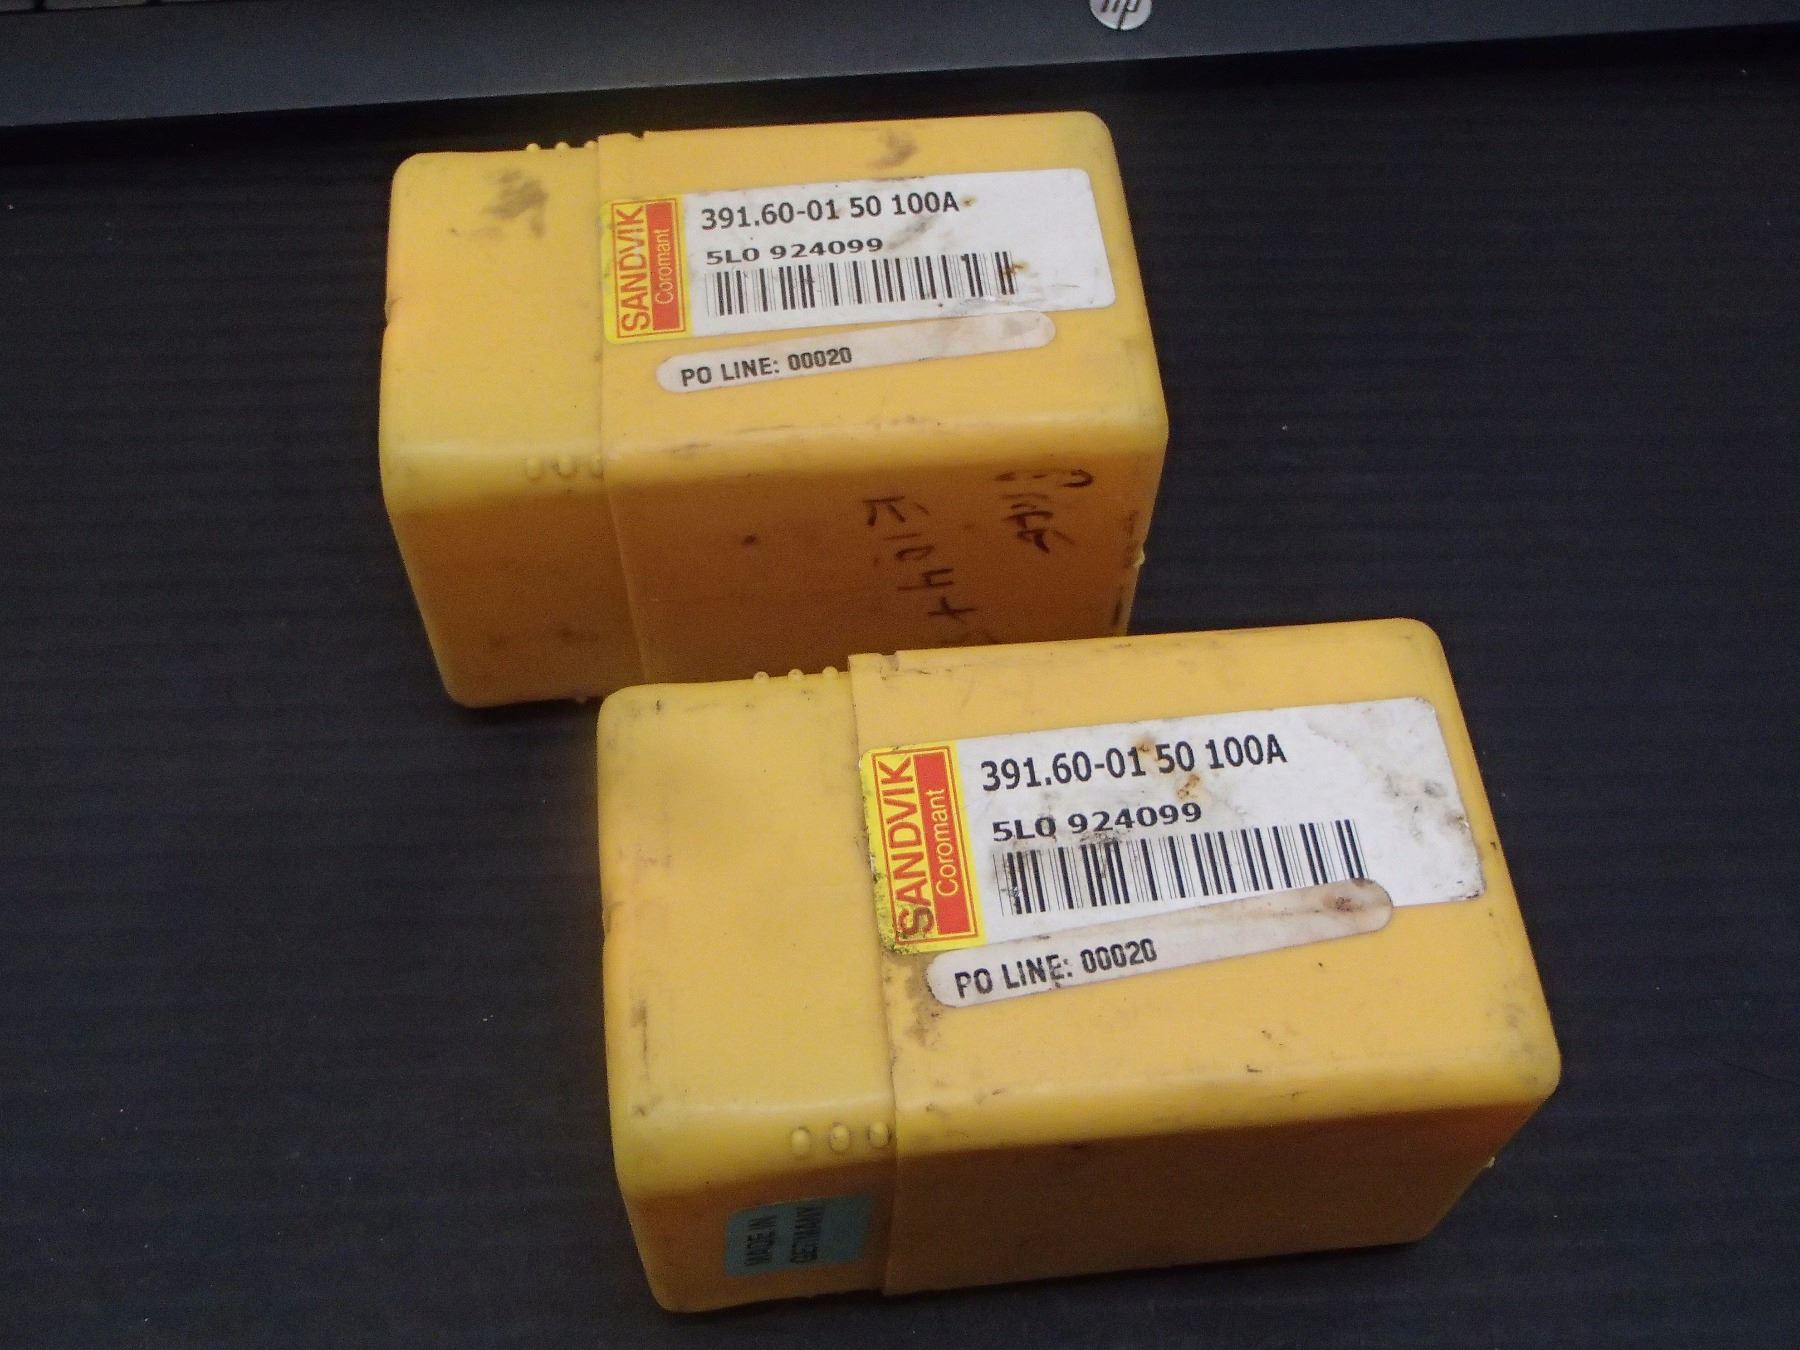 hp
SANDVIK
Coromant
391.60-01 50 100A
5L0 924099
PO LINE: 00020
SANDVIK
Coromant
391.60-01 50 100A
5L0 924099
PO LINE: 00020
MADE IN
GERMANY